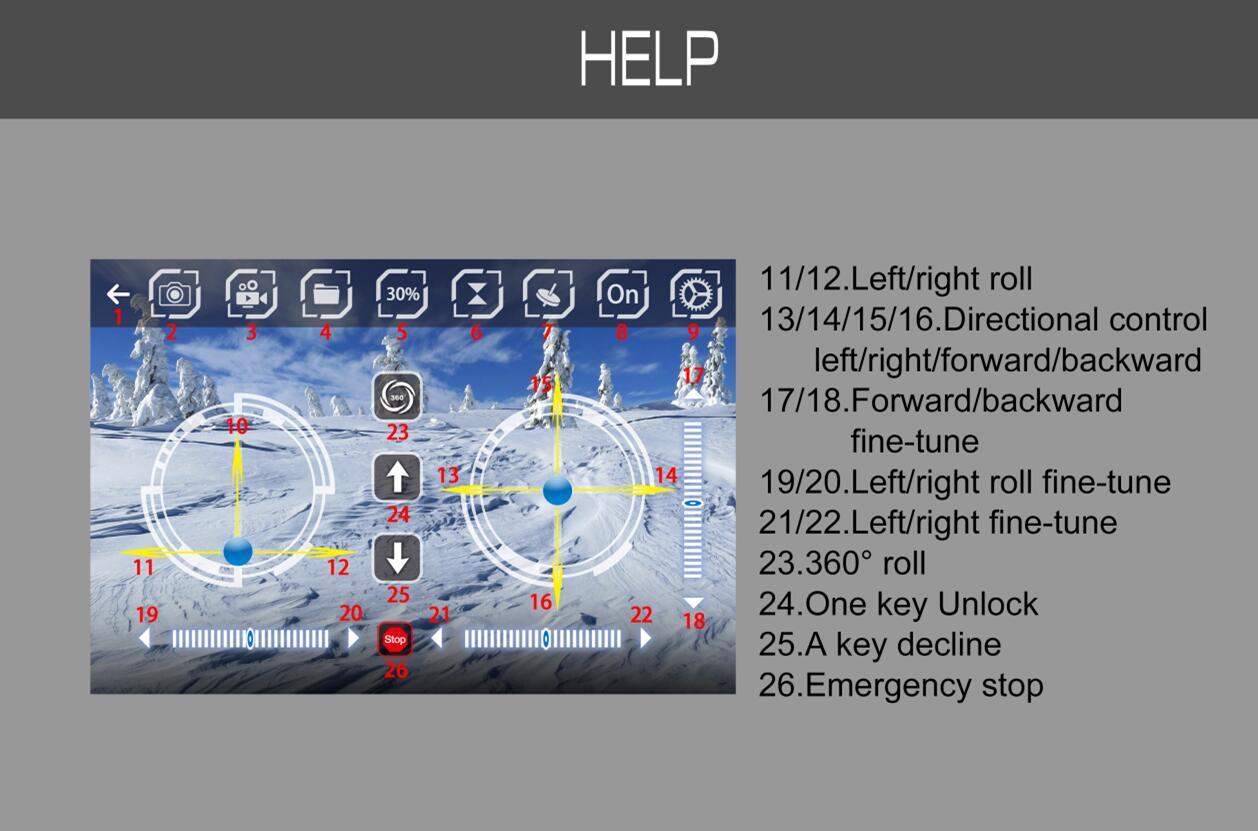 HELP
30%
On
1
2
3
4
5
6
7
8
9
10
11
12
360
23
24
25
Stop
26
13
14
15
16
17
18
19
20
21
22
11/12.Left/right roll
13/14/15/16.Directional control
left/right/forward/backward
17/18.Forward/backward
fine-tune
19/20.Left/right roll fine-tune
21/22.Left/right fine-tune
23.360° roll
24.One key Unlock
25.A key decline
26.Emergency stop